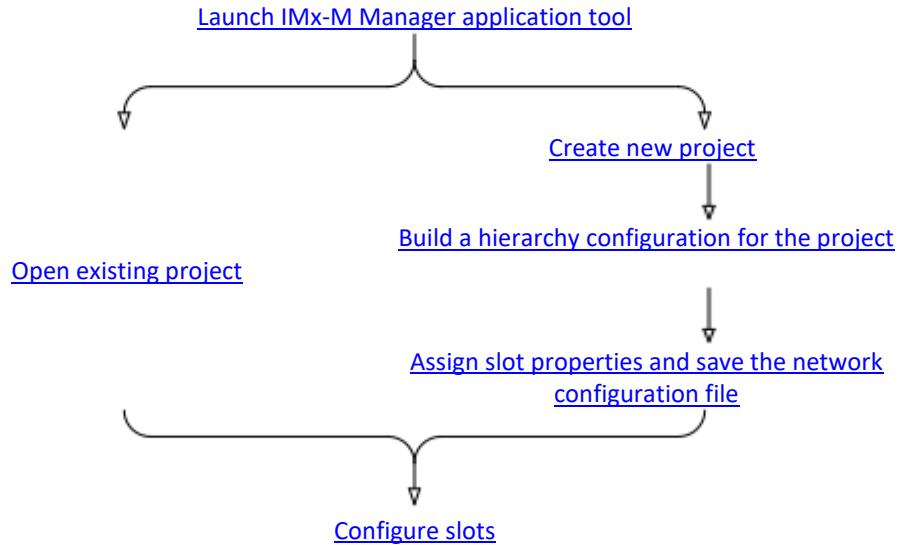 Launch IMx-M Manager application tool
Create new project
Build a hierarchy configuration for the project
Open existing project
Assign slot properties and save the network
configuration file
Configure slots